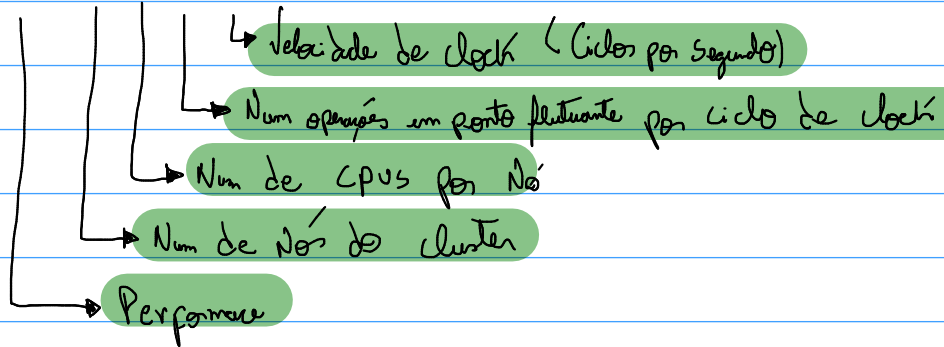 Velocidade de clock (Ciclos por segundo)
Num operações em ponto flutuante por ciclo de clock
Num de CPUs por Nó
Num de Nós do cluster
Performace